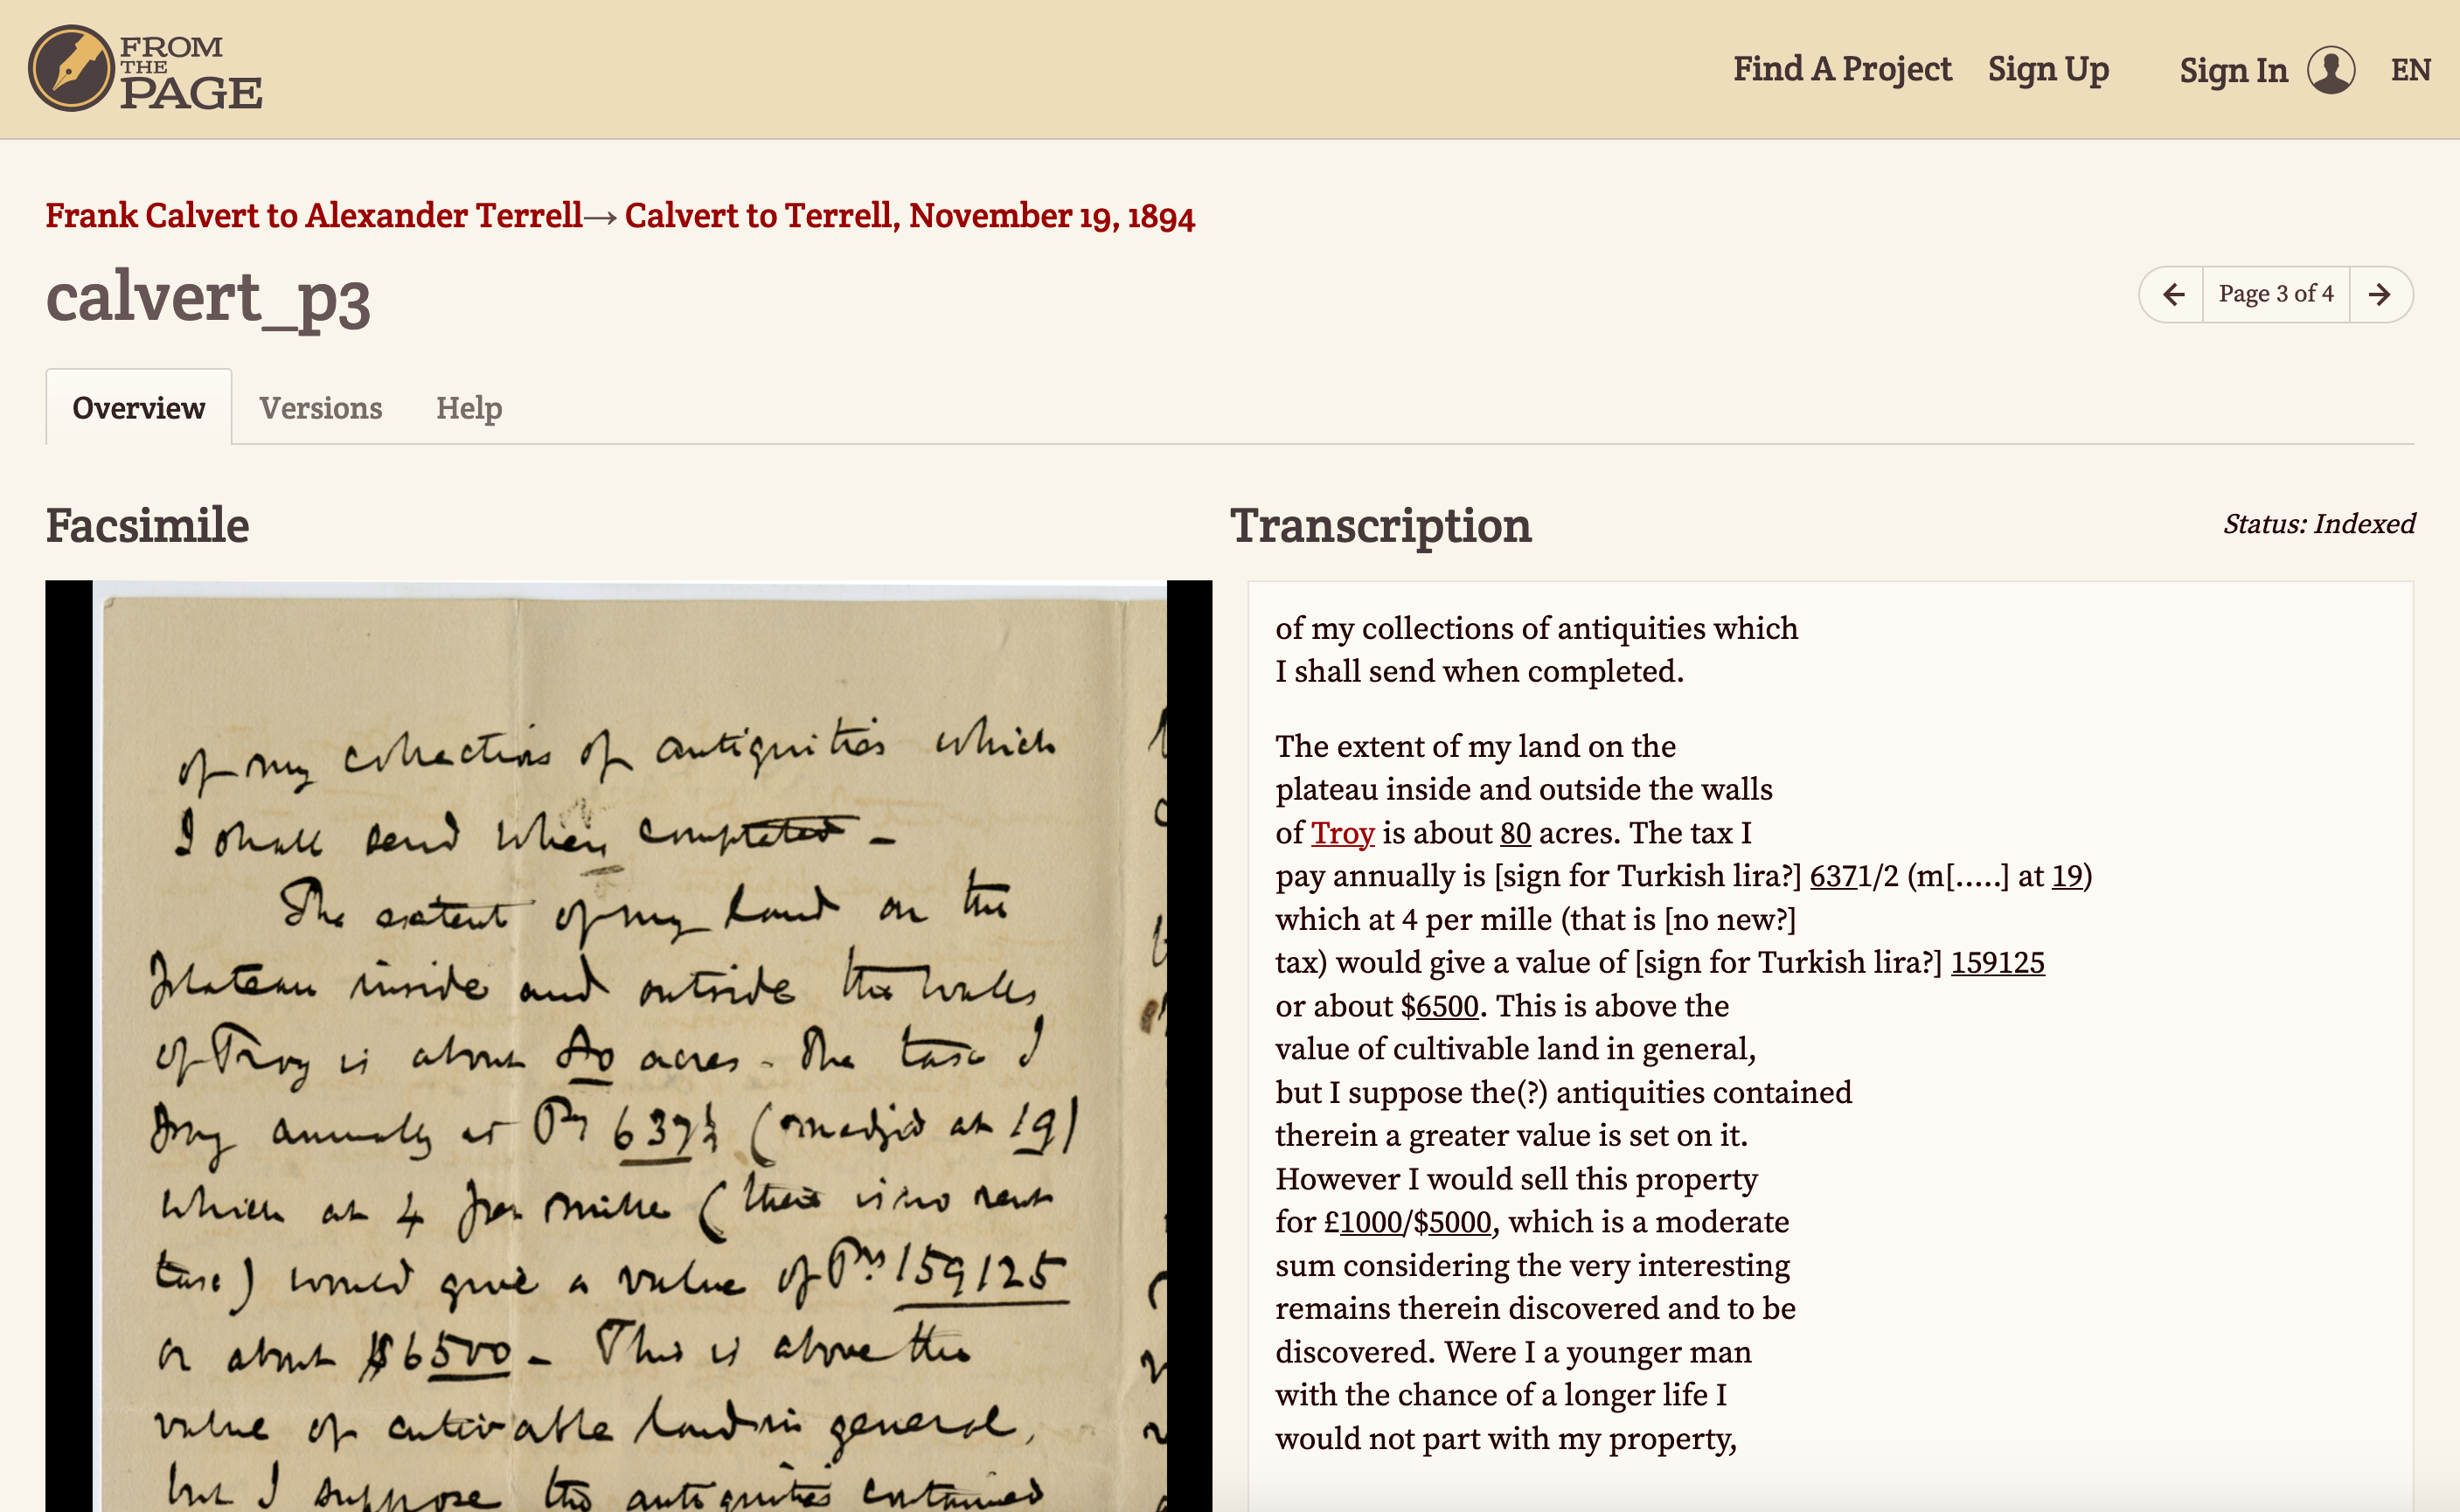 FROM
THE
PAGE
Find A Project
Sign Up
Sign In
EN
Frank Calvert to Alexander Terrell→ Calvert to Terrell, November 19, 1894
calvert_p3
← Page 3 of 4 →
Overview
Versions
Help
Facsimile
of my collections of antiquities which
I shall send when completed -
The extent of my land on the
plateau inside and outside the walls
of Troy is about 80 acres - The tax I
pay annually is 637½ (medjid at 19)
which at 4 per mille (there is no rent
tax) would give a value of 159125
or about $6500 - This is above the
value of cultivable land in general,
but I suppose the antiquities contained
Transcription
Status: Indexed
of my collections of antiquities which
I shall send when completed.
The extent of my land on the
plateau inside and outside the walls
of Troy is about 80 acres. The tax I
pay annually is [sign for Turkish lira?] 6371/2 (m[.....] at 19)
which at 4 per mille (that is [no new?]
tax) would give a value of [sign for Turkish lira?] 159125
or about $6500. This is above the
value of cultivable land in general,
but I suppose the(?) antiquities contained
therein a greater value is set on it.
However I would sell this property
for £1000/$5000, which is a moderate
sum considering the very interesting
remains therein discovered and to be
discovered. Were I a younger man
with the chance of a longer life I
would not part with my property,